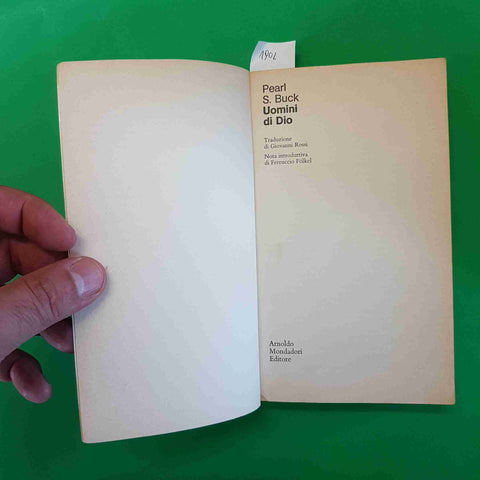 1902
Pearl
S. Buck
Uomini
di Dio
Traduzione
di Giovanni Rossi
Nota introduttiva
di Ferruccio Fölkel
Arnoldo
Mondadori
Editore